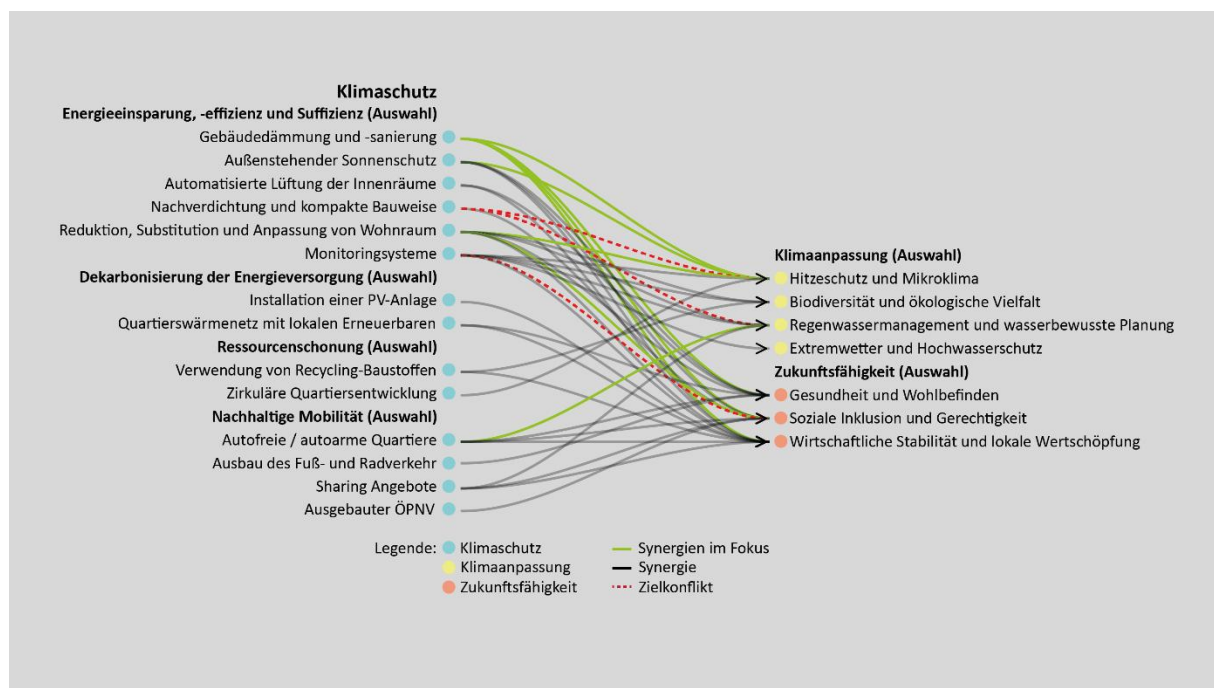 Klimaschutz
Energieeinsparung, -effizienz und Suffizienz (Auswahl)
Gebäudedämmung und -sanierung
Außenstehender Sonnenschutz
Automatisierte Lüftung der Innenräume
Nachverdichtung und kompakte Bauweise
Reduktion, Substitution und Anpassung von Wohnraum
Monitoringsysteme
Dekarbonisierung der Energieversorgung (Auswahl)
Installation einer PV-Anlage
Quartierswärmenetz mit lokalen Erneuerbaren
Ressourcenschonung (Auswahl)
Verwendung von Recycling-Baustoffen
Zirkuläre Quartiersentwicklung
Nachhaltige Mobilität (Auswahl)
Autofreie / autoarme Quartiere
Ausbau des Fuß- und Radverkehr
Sharing Angebote
Ausgebauter ÖPNV
Klimaanpassung (Auswahl)
Hitzeschutz und Mikroklima
Biodiversität und ökologische Vielfalt
Regenwassermanagement und wasserbewusste Planung
Extremwetter und Hochwasserschutz
Zukunftsfähigkeit (Auswahl)
Gesundheit und Wohlbefinden
Soziale Inklusion und Gerechtigkeit
Wirtschaftliche Stabilität und lokale Wertschöpfung
Legende: Klimaschutz
Klimaanpassung
Zukunftsfähigkeit
Synergien im Fokus
Synergie
Zielkonflikt